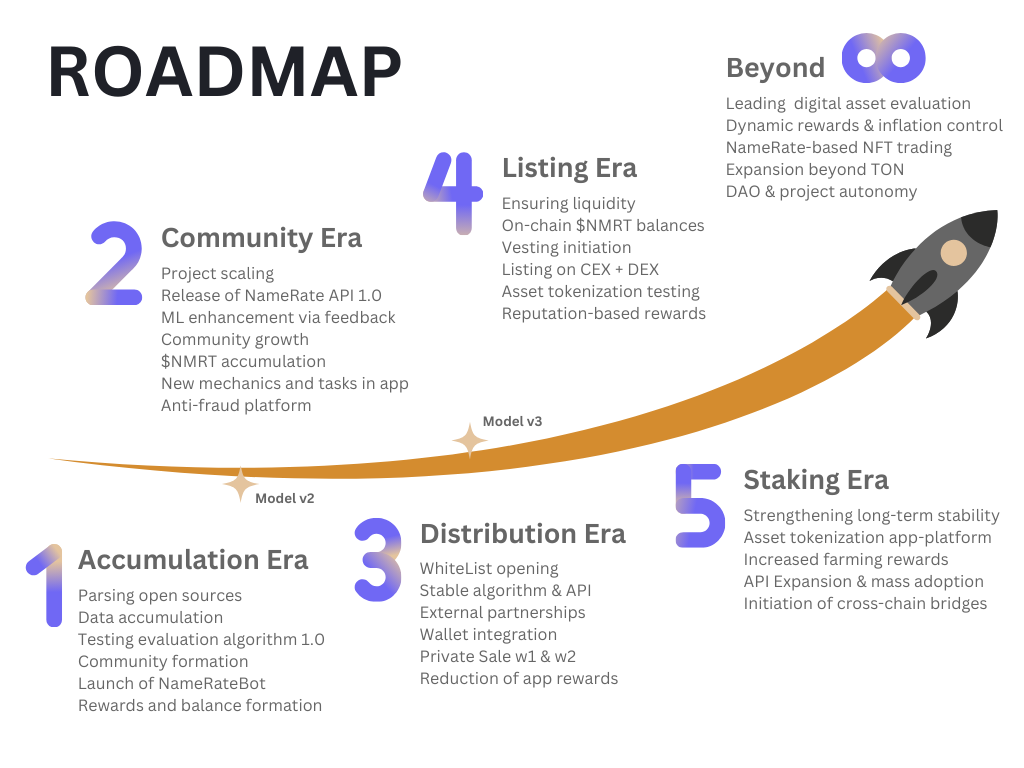 ROADMAP
1
Accumulation Era
Parsing open sources
Data accumulation
Testing evaluation algorithm 1.0
Community formation
Launch of NameRateBot
Rewards and balance formation
Model v2
2
Community Era
Project scaling
Release of NameRate API 1.0
ML enhancement via feedback
Community growth
$NMRT accumulation
New mechanics and tasks in app
Anti-fraud platform
Model v3
3
Distribution Era
WhiteList opening
Stable algorithm & API
External partnerships
Wallet integration
Private Sale w1 & w2
Reduction of app rewards
4
Listing Era
Ensuring liquidity
On-chain $NMRT balances
Vesting initiation
Listing on CEX + DEX
Asset tokenization testing
Reputation-based rewards
5
Staking Era
Strengthening long-term stability
Asset tokenization app-platform
Increased farming rewards
API Expansion & mass adoption
Initiation of cross-chain bridges
Beyond ∞
Leading digital asset evaluation
Dynamic rewards & inflation control
NameRate-based NFT trading
Expansion beyond TON
DAO & project autonomy